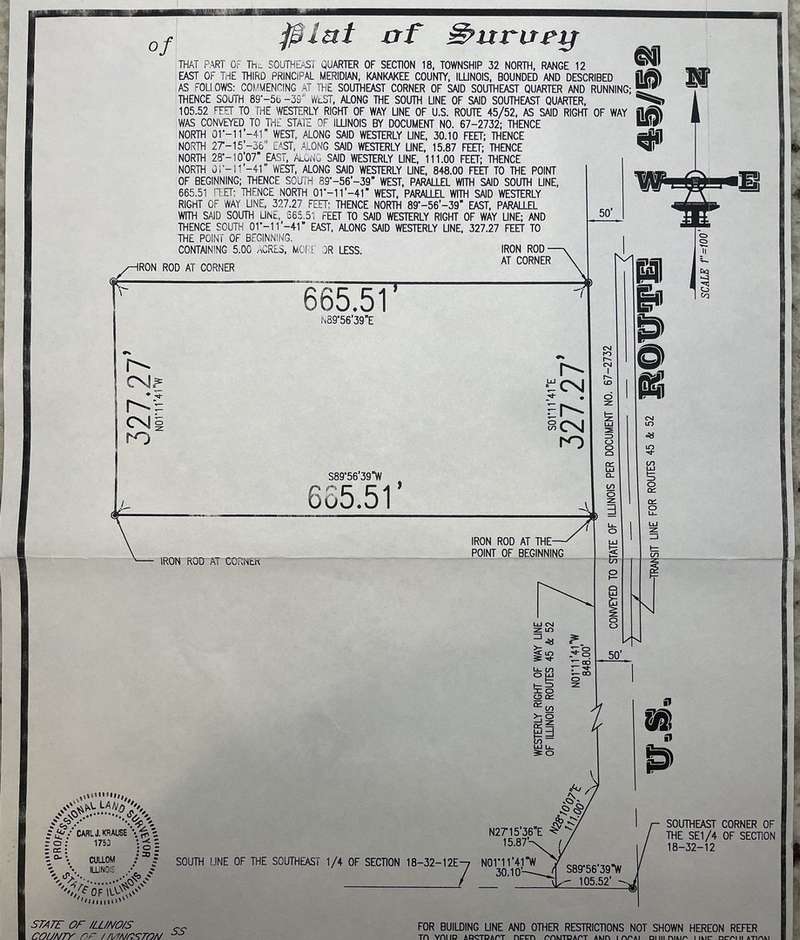 Plat of Survey
of
THAT PART OF THE SOUTHEAST QUARTER OF SECTION 18, TOWNSHIP 32 NORTH, RANGE 12
EAST OF THE THIRD PRINCIPAL MERIDIAN, KANKAKEE COUNTY, ILLINOIS, BOUNDED AND DESCRIBED
AS FOLLOWS: COMMENCING AT THE SOUTHEAST CORNER OF SAID SOUTHEAST QUARTER AND RUNNING;
THENCE SOUTH 89°-56'-39" WEST, ALONG THE SOUTH LINE OF SAID SOUTHEAST QUARTER,
105.52 FEET TO THE WESTERLY RIGHT OF WAY LINE OF U.S. ROUTE 45/52, AS SAID RIGHT OF WAY
WAS CONVEYED TO THE STATE OF ILLINOIS BY DOCUMENT NO. 67-2732; THENCE
NORTH 01°-11'-41" WEST, ALONG SAID WESTERLY LINE, 30.10 FEET; THENCE
NORTH 27°-15'-36" EAST, ALONG SAID WESTERLY LINE, 15.87 FEET; THENCE
NORTH 28°-10'07" EAST, ALONG SAID WESTERLY LINE, 111.00 FEET; THENCE
NORTH 01°-11'-41" WEST, ALONG SAID WESTERLY LINE, 848.00 FEET TO THE POINT
OF BEGINNING; THENCE SOUTH 89°-56'-39" WEST, PARALLEL WITH SAID SOUTH LINE,
665.51 FEET; THENCE NORTH 01°-11'-41" WEST, PARALLEL WITH SAID WESTERLY
RIGHT OF WAY LINE, 327.27 FEET; THENCE NORTH 89°-56'-39" EAST, PARALLEL
WITH SAID SOUTH LINE, 665.51 FEET TO SAID WESTERLY RIGHT OF WAY LINE; AND
THENCE SOUTH 01°-11'-41" EAST, ALONG SAID WESTERLY LINE, 327.27 FEET TO
THE POINT OF BEGINNING.
CONTAINING 5.00 ACRES, MORE OR LESS.
N
W E
SCALE 1"=100'
U.S. ROUTE 45/52
50'
IRON ROD AT CORNER
IRON ROD
AT CORNER
665.51'
N89°56'39"E
327.27'
N01°11'41"W
S01°11'41"E
327.27'
S89°56'39"W
665.51'
IRON ROD AT CORNER
IRON ROD AT THE
POINT OF BEGINNING
CONVEYED TO STATE OF ILLINOIS PER DOCUMENT NO. 67-2732
TRANSIT LINE FOR ROUTES 45 & 52
WESTERLY RIGHT OF WAY LINE
OF ILLINOIS ROUTES 45 & 52
N01°11'41"W
848.00'
50'
N28°10'07"E
111.00'
N27°15'36"E
15.87'
N01°11'41"W
30.10'
S89°56'39"W
105.52'
SOUTHEAST CORNER OF
THE SE1/4 OF SECTION
18-32-12
SOUTH LINE OF THE SOUTHEAST 1/4 OF SECTION 18-32-12E
PROFESSIONAL LAND SURVEYOR
CARL J. KRAUSE
1753
CULLOM
ILLINOIS
STATE OF ILLINOIS
STATE OF ILLINOIS
SS
COUNTY OF LIVINGSTON
FOR BUILDING LINE AND OTHER RESTRICTIONS NOT SHOWN HEREON REFER
TO YOUR ABSTRACT, DEED, CONTRACT AND LOCAL BUILDING LINE